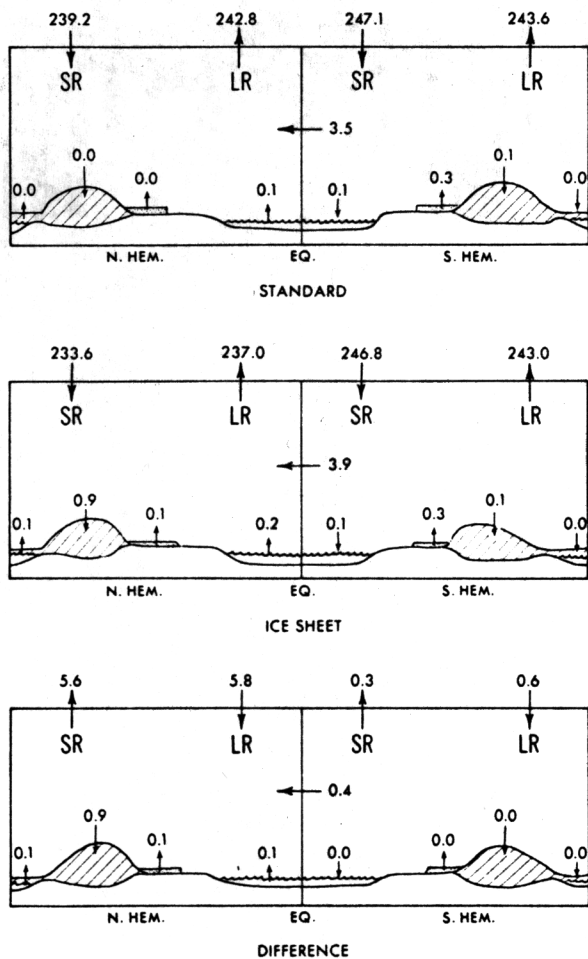 239.2 242.8 247.1 243.6
SR LR SR LR
3.5
0.0 0.1
0.0 0.0 0.1 0.1 0.3 0.0
N. HEM. EQ. S. HEM.
STANDARD
233.6 237.0 246.8 243.0
SR LR SR LR
3.9
0.9 0.1
0.1 0.1 0.2 0.1 0.3 0.0
N. HEM. EQ. S. HEM.
ICE SHEET
5.6 5.8 0.3 0.6
SR LR SR LR
0.4
0.9 0.0
0.1 0.1 0.1 0.0 0.0 0.0
N. HEM. EQ. S. HEM.
DIFFERENCE